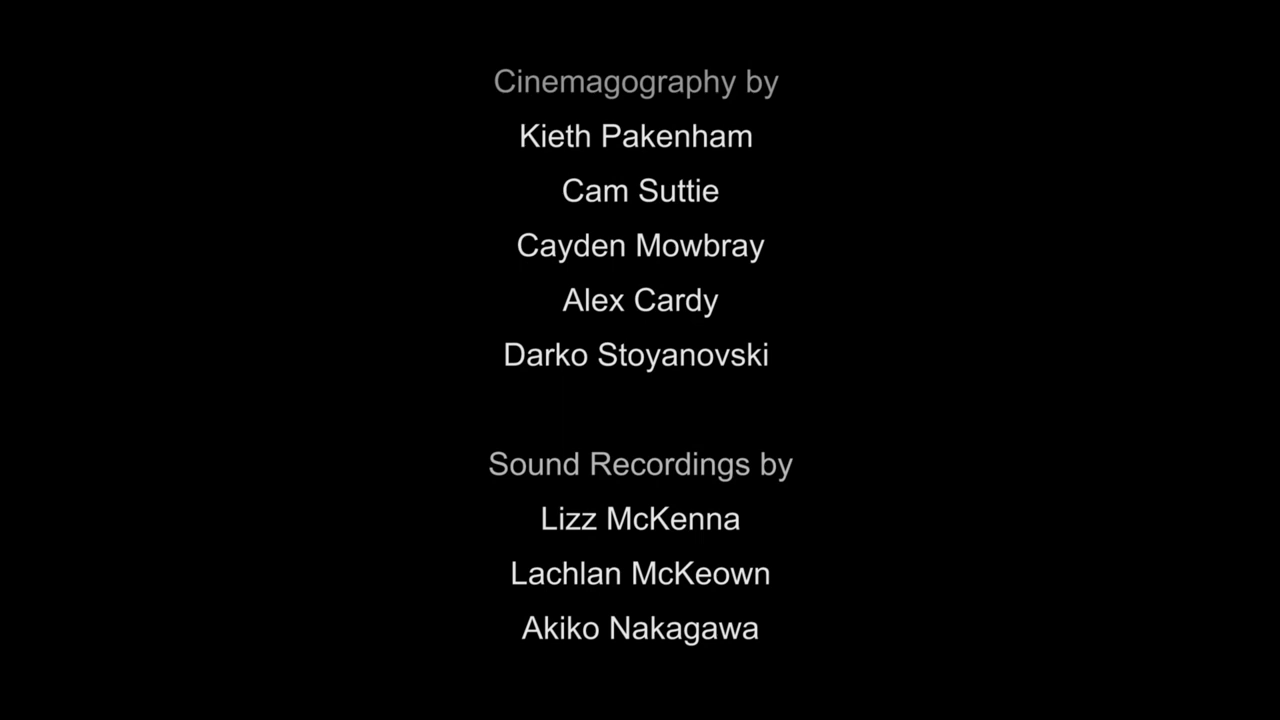 Cinemagography by
Kieth Pakenham
Cam Suttie
Cayden Mowbray
Alex Cardy
Darko Stoyanovski
Sound Recordings by
Lizz McKenna
Lachlan McKeown
Akiko Nakagawa